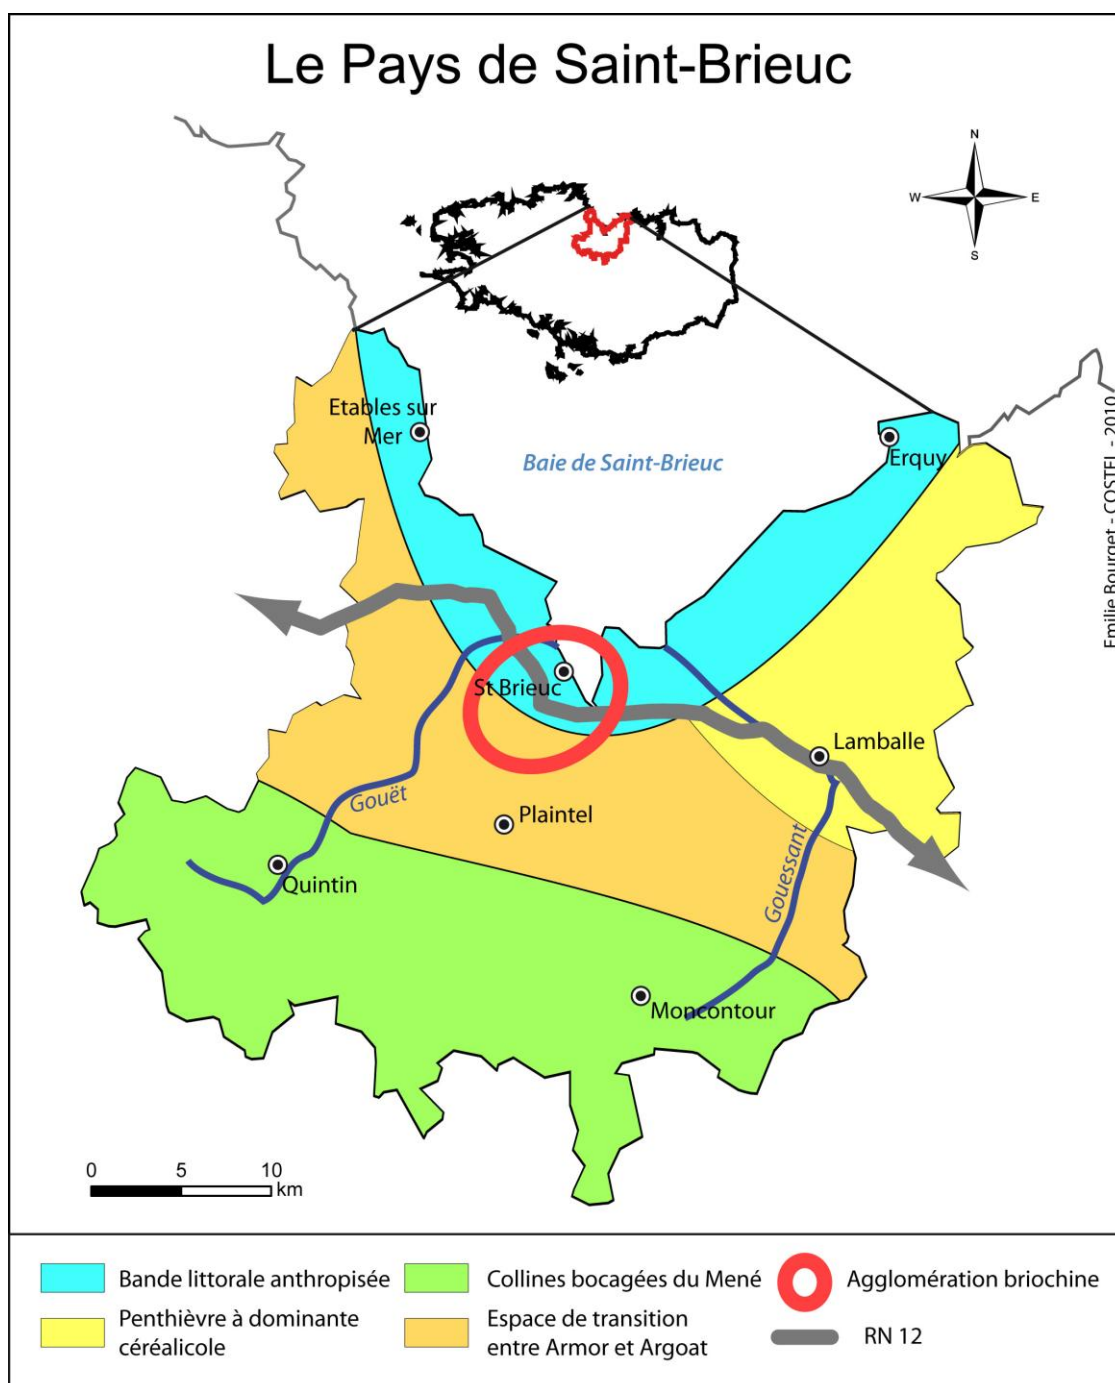 Le Pays de Saint-Brieuc
N
W
E
S
Etables sur
Mer
Baie de Saint-Brieuc
Erquy
Emilie Bourget - COSTEL - 2010
St Brieuc
Lamballe
Gouët
Plaintel
Gouessant
Quintin
Moncontour
0 5 10
km
Bande littorale anthropisée
Penthièvre à dominante
céréalicole
Collines bocagées du Mené
Espace de transition
entre Armor et Argoat
Agglomération briochine
RN 12